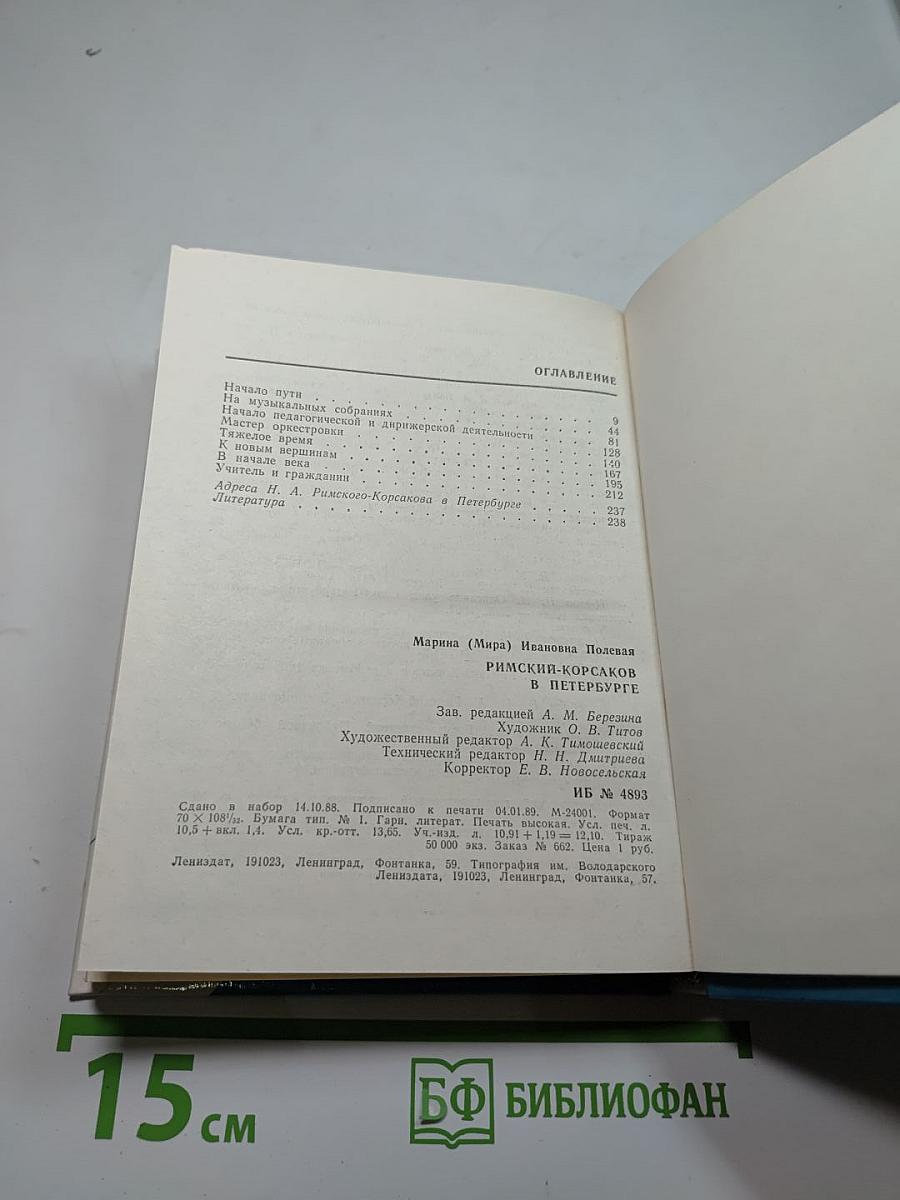 ОГЛАВЛЕНИЕ
Начало пути . . . . . . . . . . . . . . . . . 9
На музыкальных собраниях . . . . . . . . . . . 44
Начало педагогической и дирижерской деятельности . . . . 81
Мастер оркестровки . . . . . . . . . . . . . . 128
Тяжелое время . . . . . . . . . . . . . . . . 140
К новым вершинам . . . . . . . . . . . . . . . 167
В начале века . . . . . . . . . . . . . . . . 195
Учитель и гражданин . . . . . . . . . . . . . . 212
Адреса Н. А. Римского-Корсакова в Петербурге . . . . . 237
Литература . . . . . . . . . . . . . . . . . 238
Марина (Мира) Ивановна Полевая
РИМСКИЙ-КОРСАКОВ
В ПЕТЕРБУРГЕ
Зав. редакцией А. М. Березина
Художник О. В. Титов
Художественный редактор А. К. Тимошевский
Технический редактор Н. Н. Дмитриева
Корректор Е. В. Новосельская
ИБ № 4893
Сдано в набор 14.10.88. Подписано к печати 04.01.89. М-24001. Формат
70 × 108¹/₃₂. Бумага тип. № 1. Гарн. литерат. Печать высокая. Усл. печ. л.
10,5 + вкл. 1,4. Усл. кр.-отт. 13,65. Уч.-изд. л. 10,91 + 1,19 = 12,10. Тираж
50 000 экз. Заказ № 662. Цена 1 руб.
Лениздат, 191023, Ленинград, Фонтанка, 59. Типография им. Володарского
Лениздата, 191023, Ленинград, Фонтанка, 57.
15 см
БФ БИБЛИОФАН